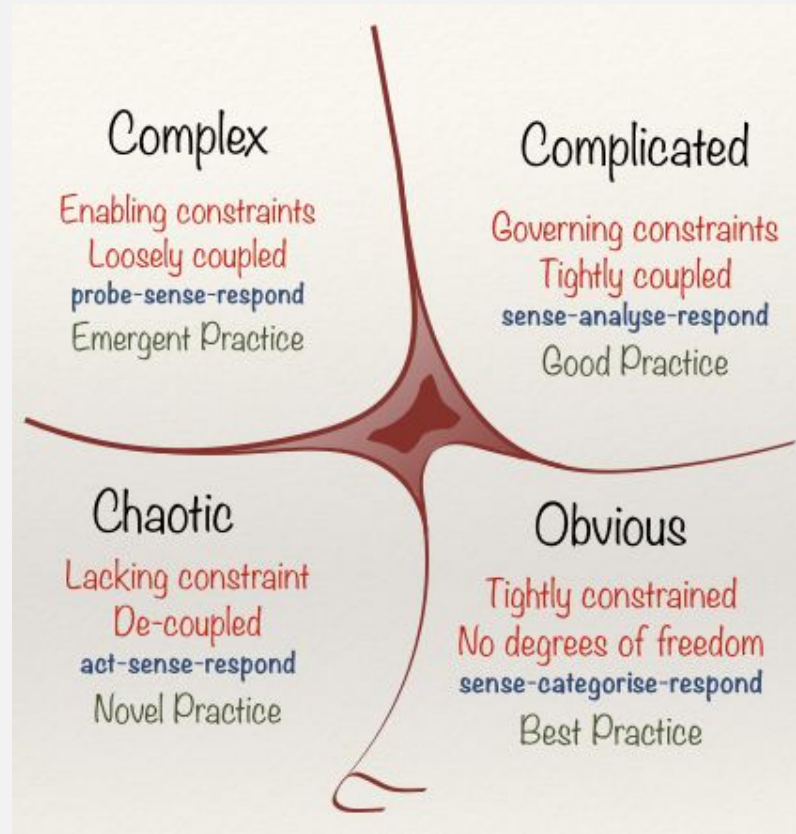 Complex
Enabling constraints
Loosely coupled
probe-sense-respond
Emergent Practice
Complicated
Governing constraints
Tightly coupled
sense-analyse-respond
Good Practice
Chaotic
Lacking constraint
De-coupled
act-sense-respond
Novel Practice
Obvious
Tightly constrained
No degrees of freedom
sense-categorise-respond
Best Practice